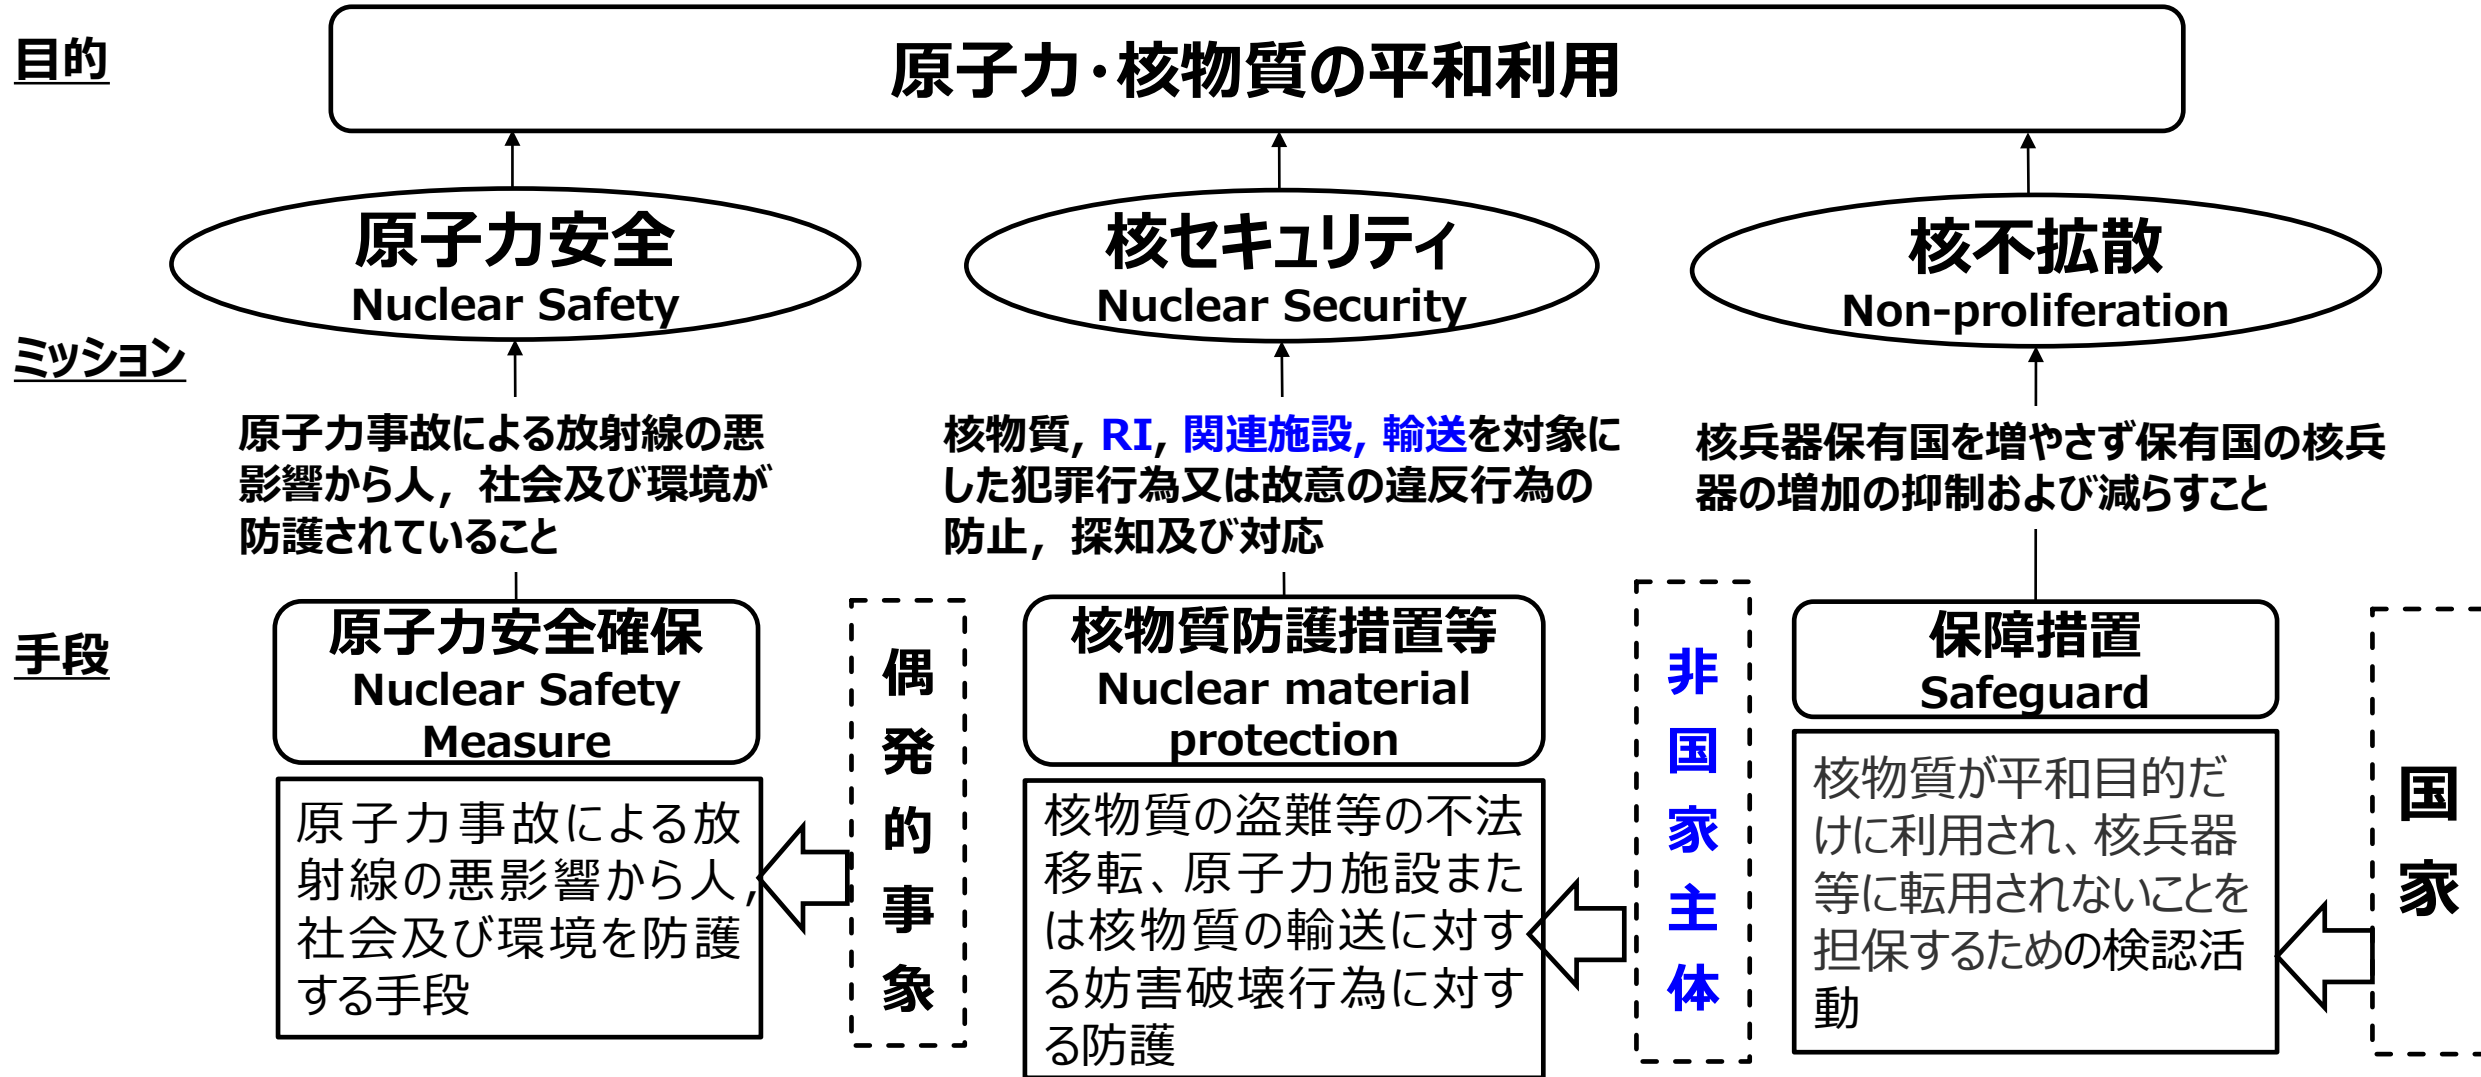 目的
原子力・核物質の平和利用
原子力安全
Nuclear Safety
核セキュリティ
Nuclear Security
核不拡散
Non-proliferation
ミッション
原子力事故による放射線の悪
影響から人，社会及び環境が
防護されていること
核物質, RI, 関連施設, 輸送を対象に
した犯罪行為又は故意の違反行為の
防止，探知及び対応
核兵器保有国を増やさず保有国の核兵
器の増加の抑制および減らすこと
手段
原子力安全確保
Nuclear Safety
Measure
原子力事故による放
射線の悪影響から人,
社会及び環境を防護
する手段
偶発的事象
核物質防護措置等
Nuclear material
protection
核物質の盗難等の不法
移転、原子力施設また
は核物質の輸送に対す
る妨害破壊行為に対す
る防護
非国家主体
保障措置
Safeguard
核物質が平和目的だ
けに利用され、核兵器
等に転用されないことを
担保するための検認活
動
国家